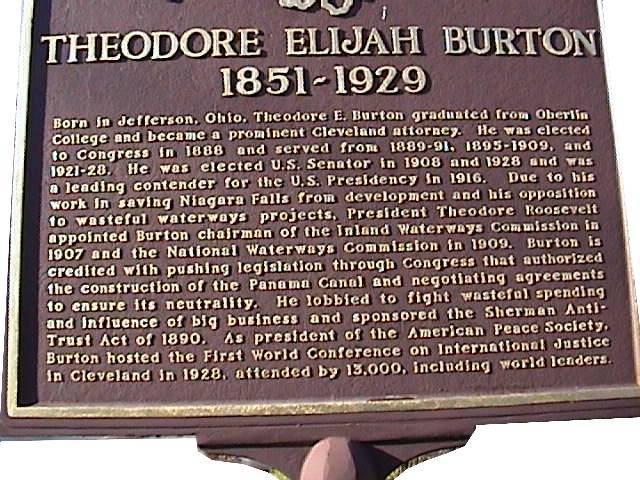 THEODORE ELIJAH BURTON
1851-1929
Born in Jefferson, Ohio, Theodore E. Burton graduated from Oberlin
College and became a prominent Cleveland attorney. He was elected
to Congress in 1888 and served from 1889-91, 1895-1909, and
1921-28. He was elected U.S. Senator in 1908 and 1928 and was
a leading contender for the U.S. Presidency in 1916. Due to his
work in saving Niagara Falls from development and his opposition
to wasteful waterways projects, President Theodore Roosevelt
appointed Burton chairman of the Inland Waterways Commission in
1907 and the National Waterways Commission in 1909. Burton is
credited with pushing legislation through Congress that authorized
the construction of the Panama Canal and negotiating agreements
to ensure its neutrality. He lobbied to fight wasteful spending
and influence of big business and sponsored the Sherman Anti-
Trust Act of 1890. As president of the American Peace Society,
Burton hosted the First World Conference on International Justice
in Cleveland in 1928, attended by 13,000, including world leaders.